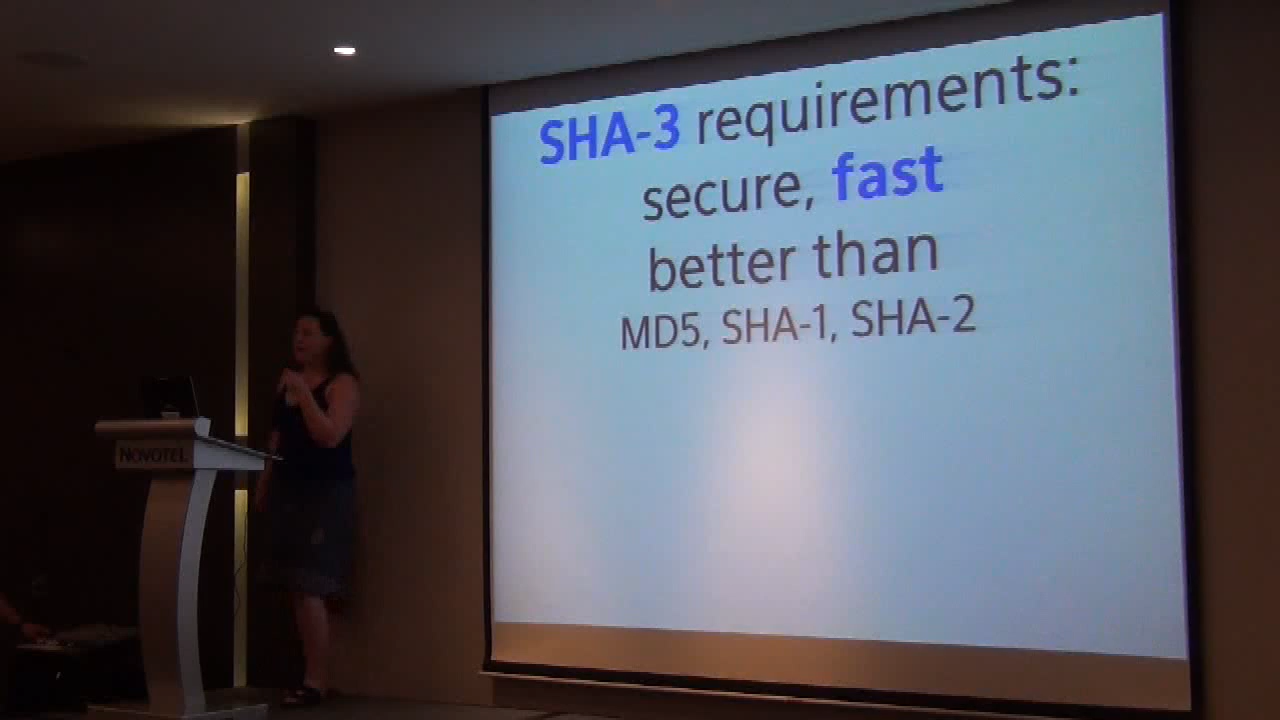 SHA-3 requirements:
secure, fast
better than
MD5, SHA-1, SHA-2
NOVOTEL